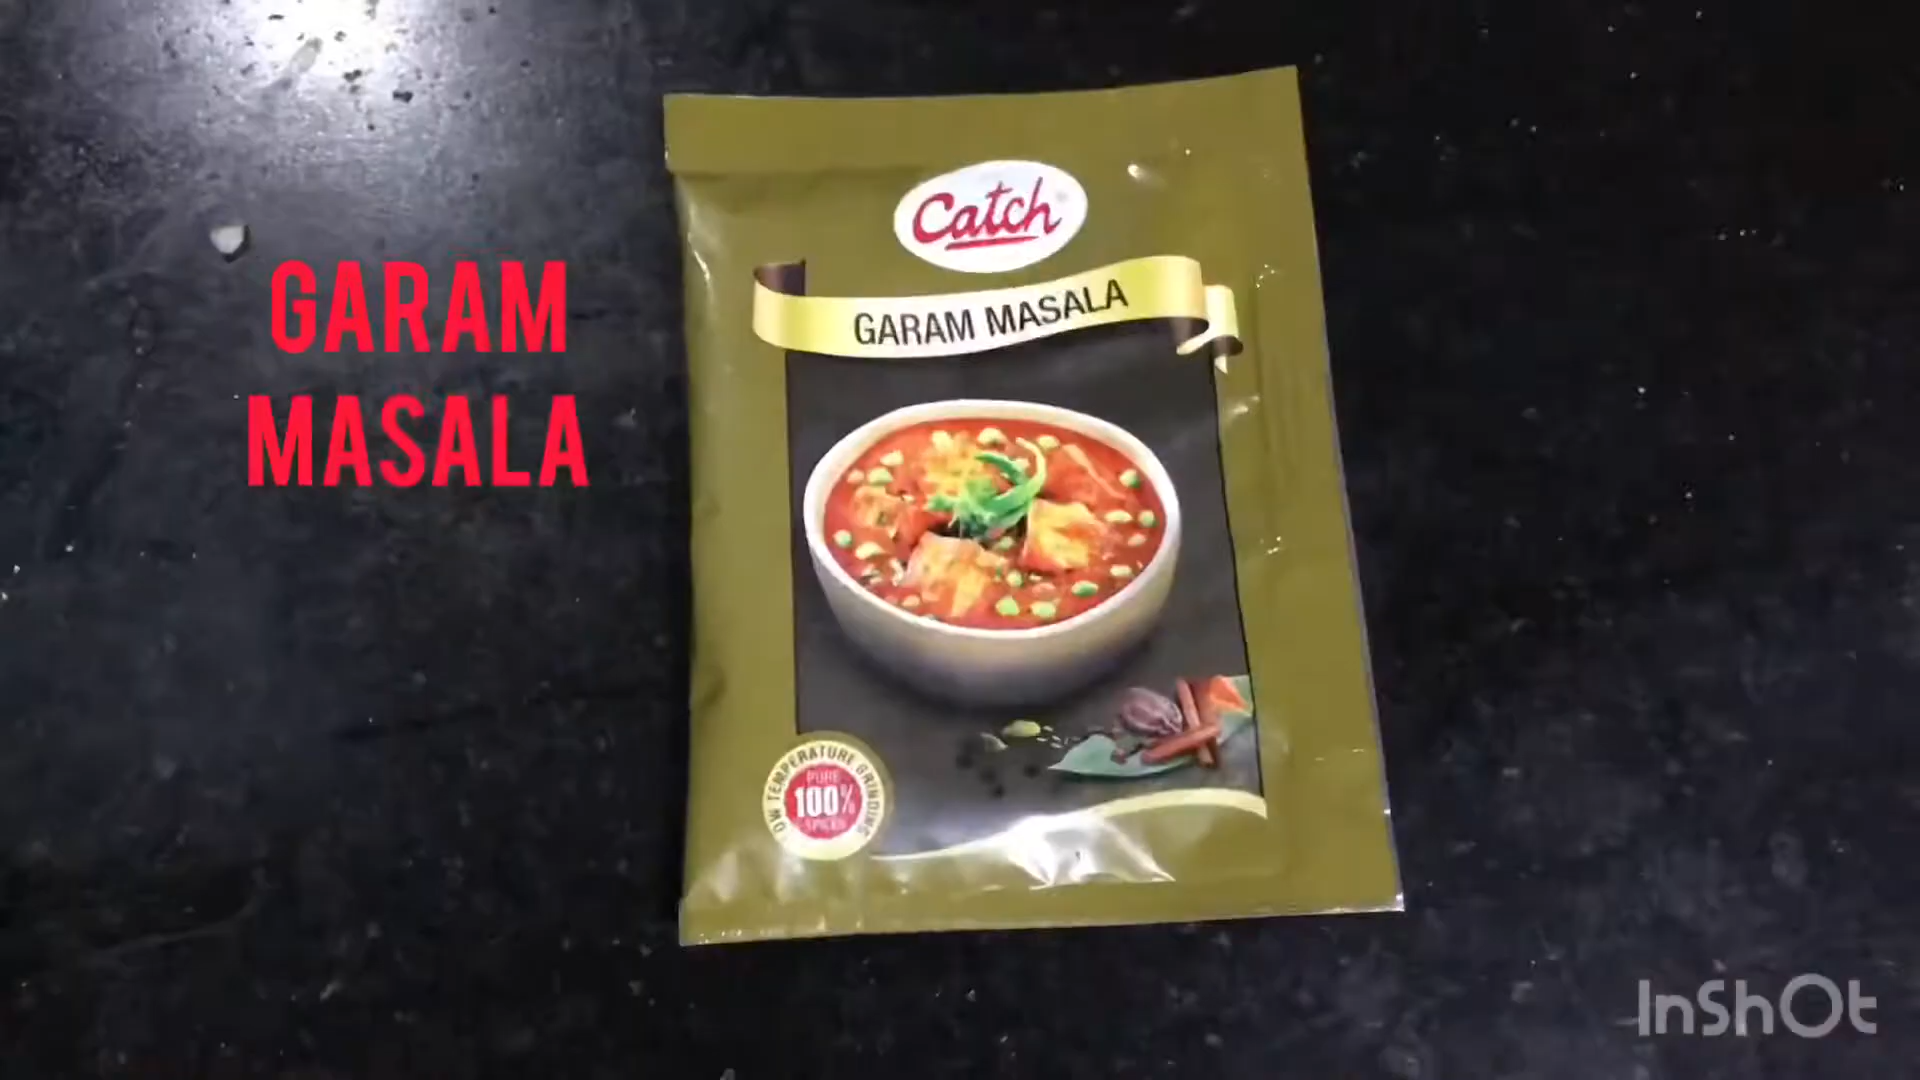 Catch
GARAM MASALA
GARAM
MASALA
LOW TEMPERATURE GRINDING
PURE
100%
SPICES
InShOt